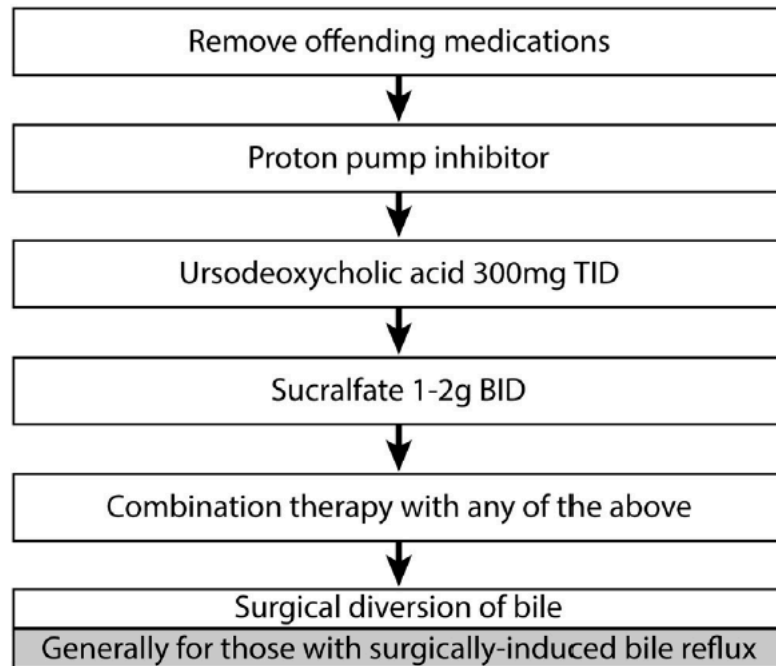 Remove offending medications
Proton pump inhibitor
Ursodeoxycholic acid 300mg TID
Sucralfate 1-2g BID
Combination therapy with any of the above
Surgical diversion of bile
Generally for those with surgically-induced bile reflux